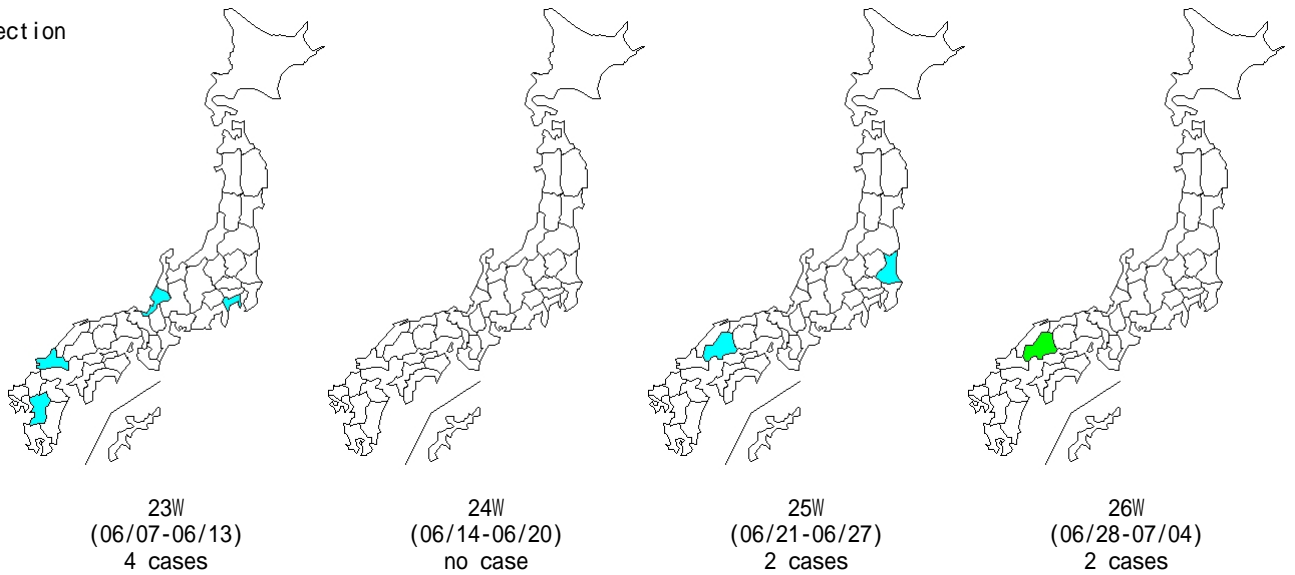 ection
23W
(06/07-06/13)
4 cases
24W
(06/14-06/20)
no case
25W
(06/21-06/27)
2 cases
26W
(06/28-07/04)
2 cases